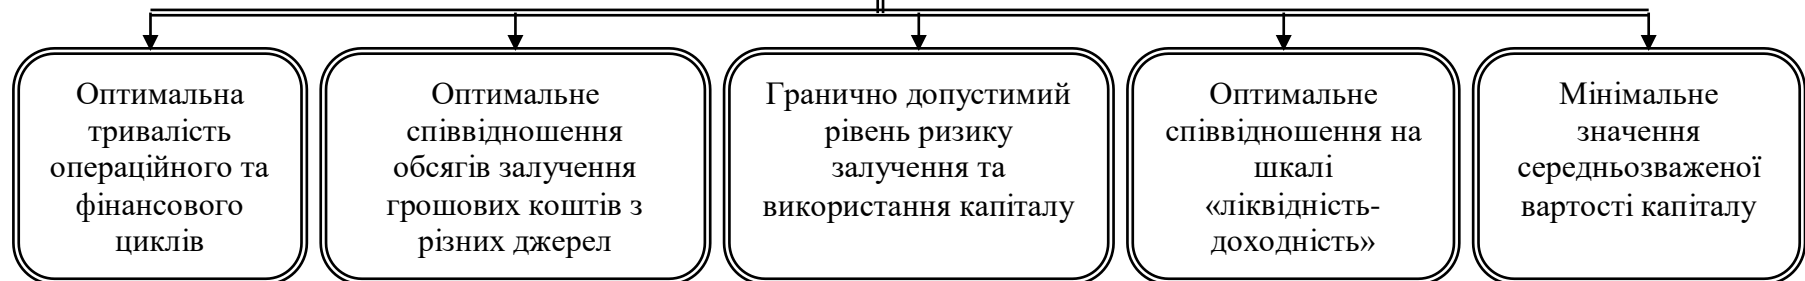 Оптимальна
тривалість
операційного та
фінансового
циклів
Оптимальне
співвідношення
обсягів залучення
грошових коштів з
різних джерел
Гранично допустимий
рівень ризику
залучення та
використання капіталу
Оптимальне
співвідношення на
шкалі
«ліквідність-
доходність»
Мінімальне
значення
середньозваженої
вартості капіталу